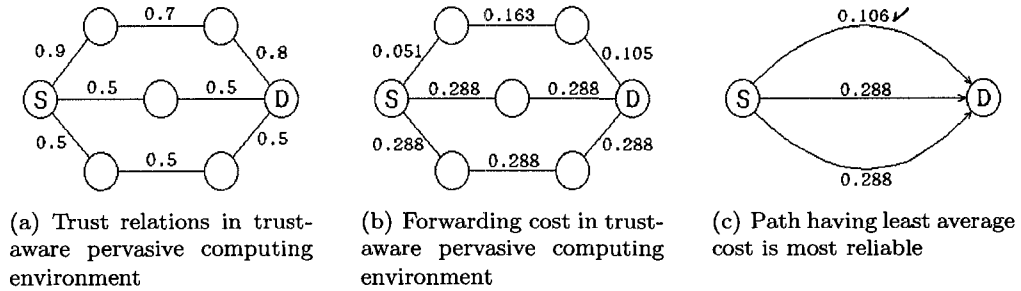 0.7
0.9
0.8
S
0.5
0.5
D
0.5
0.5
0.5
(a) Trust relations in trust-
aware pervasive computing
environment
0.163
0.051
0.105
S
0.288
0.288
D
0.288
0.288
0.288
(b) Forwarding cost in trust-
aware pervasive computing
environment
0.106✓
S
0.288
D
0.288
(c) Path having least average
cost is most reliable